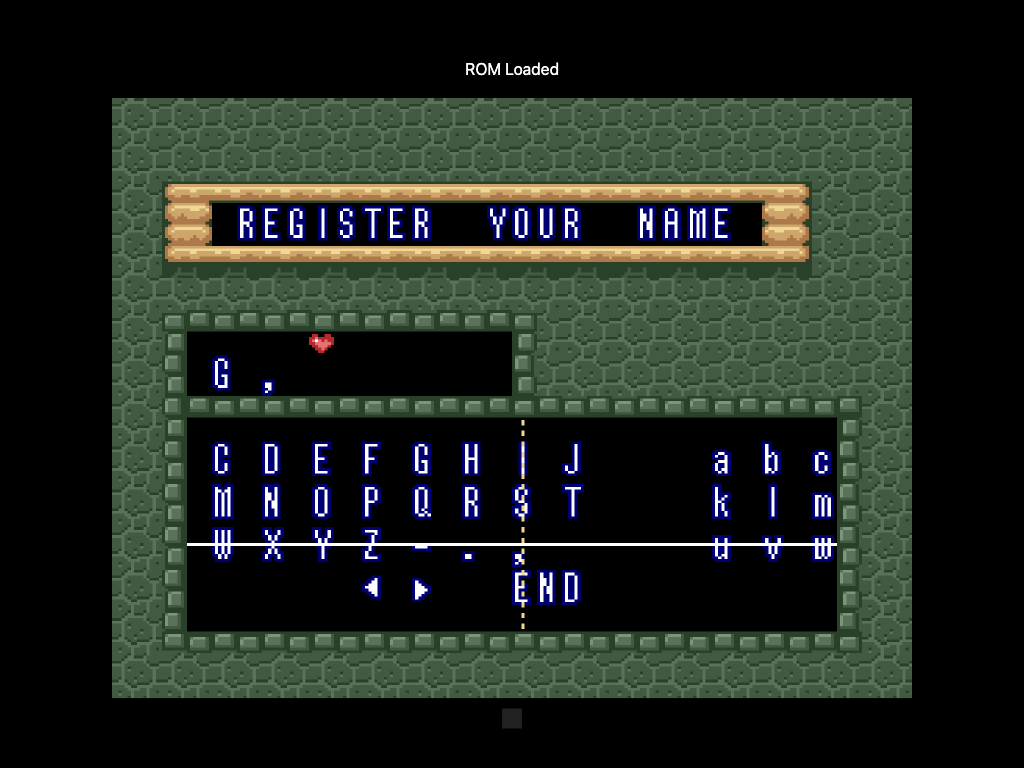 ROM Loaded
REGISTER YOUR NAME
G ,
C D E F G H I J a b c
M N O P Q R S T k l m
W X Y Z - . , u v w
END